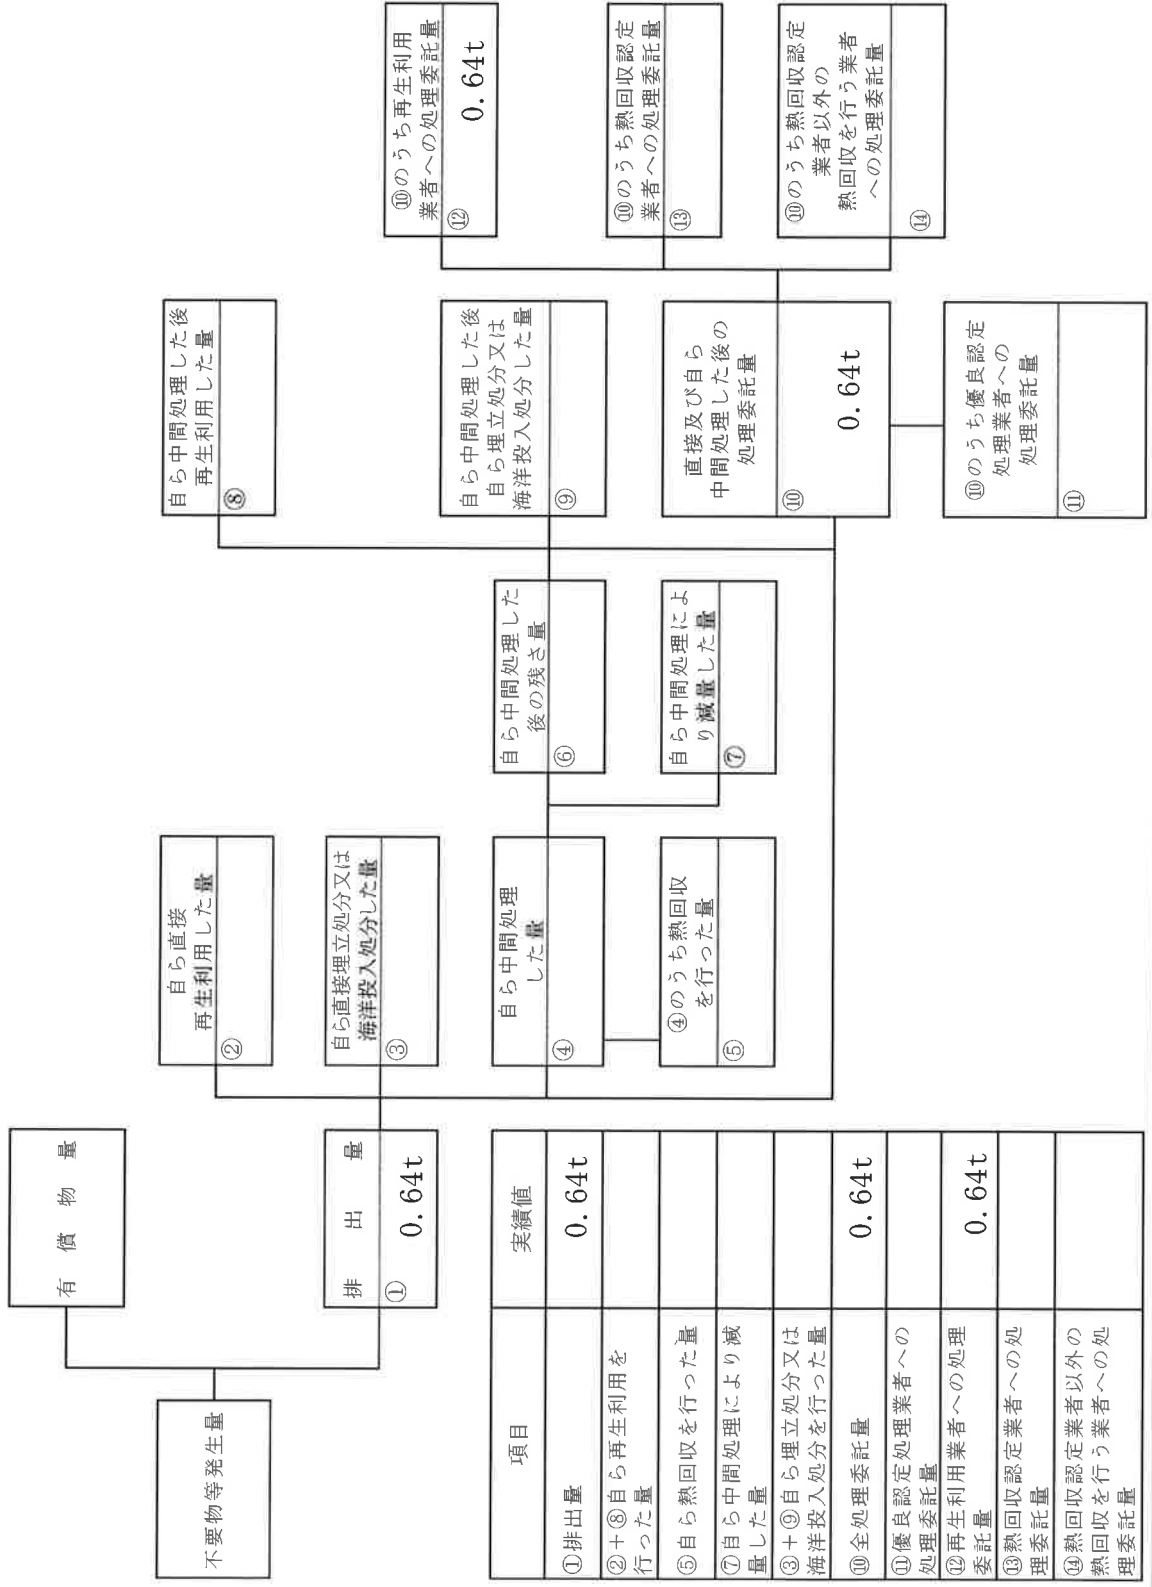 不要物等発生量
有償物量
排出量
① 0.64t
自ら直接
再生利用した量
②
自ら直接埋立処分又は
海洋投入処分した量
③
自ら中間処理
した量
④
④のうち熱回収
を行った量
⑤
自ら中間処理した
後の残さ量
⑥
自ら中間処理によ
り減量した量
⑦
自ら中間処理した後
再生利用した量
⑧
自ら中間処理した後
自ら埋立処分又は
海洋投入処分した量
⑨
直接及び自ら
中間処理した後の
処理委託量
⑩ 0.64t
⑩のうち優良認定
処理業者への
処理委託量
⑪
⑩のうち再生利用
業者への処理委託量
⑫ 0.64t
⑩のうち熱回収認定
業者への処理委託量
⑬
⑩のうち熱回収認定
業者以外の
熱回収を行う業者
への処理委託量
⑭
項目 実績値
①排出量 0.64t
②+⑧自ら再生利用を
行った量
⑤自ら熱回収を行った量
⑦自ら中間処理により減
量した量
③+⑨自ら埋立処分又は
海洋投入処分を行った量
⑩全処理委託量 0.64t
⑪優良認定処理業者への
処理委託量
⑫再生利用業者への処理
委託量 0.64t
⑬熱回収認定業者への処
理委託量
⑭熱回収認定業者以外の
熱回収を行う業者への処
理委託量